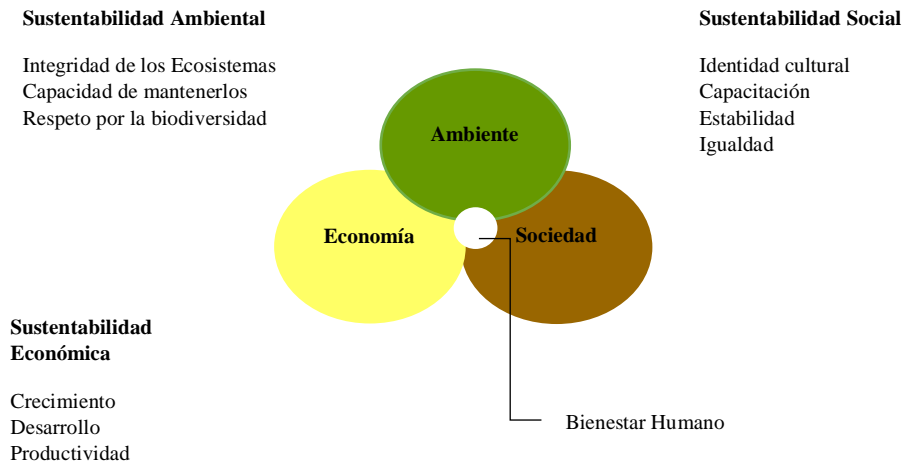 Sustentabilidad Ambiental
Integridad de los Ecosistemas
Capacidad de mantenerlos
Respeto por la biodiversidad
Sustentabilidad Social
Identidad cultural
Capacitación
Estabilidad
Igualdad
Ambiente
Economía
Sociedad
Sustentabilidad
Económica
Crecimiento
Desarrollo
Productividad
Bienestar Humano